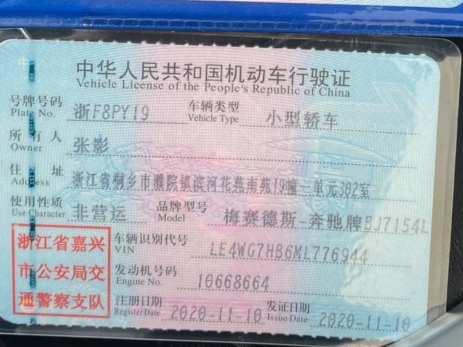 中华人民共和国机动车行驶证
Vehicle License of the People's Republic of China
号牌号码 浙F8PY19 车辆类型 小型轿车
Plate No. Vehicle Type
所有人 张影
Owner
住址 浙江省桐乡市濮院镇滨河花苑南苑19幢一单元302室
Address
使用性质 非营运 品牌型号 梅赛德斯-奔驰牌BJ7154L
Use Character Model
浙江省嘉兴
市公安局交
通警察支队
车辆识别代号 LE4WG7HB6ML776944
VIN
发动机号码 10668664
Engine No.
注册日期 2020-11-10 发证日期 2020-11-10
Register Date Issue Date